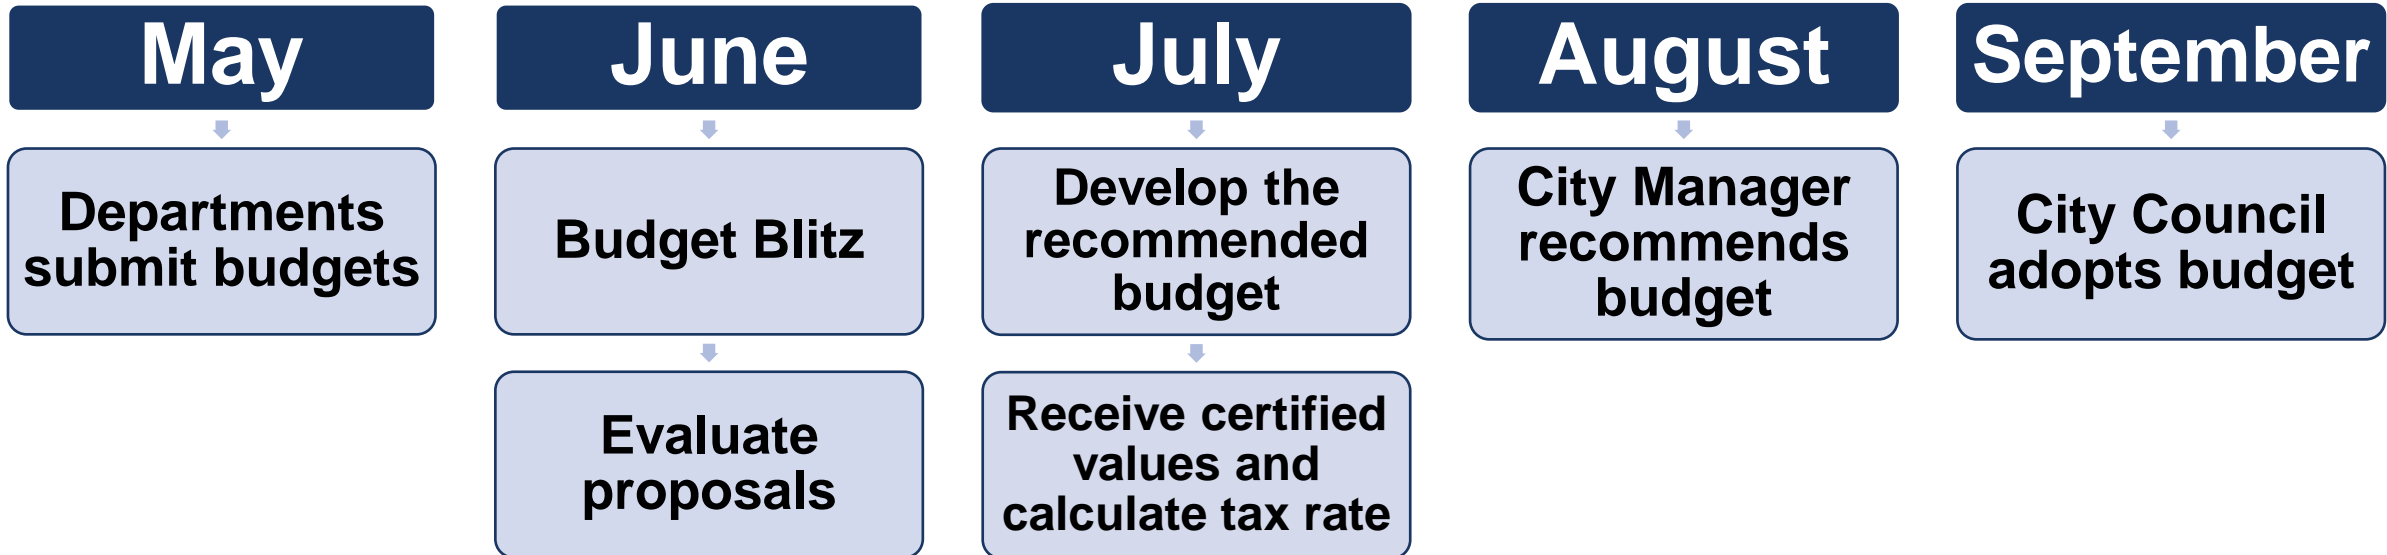 May
Departments
submit budgets
June
Budget Blitz
Evaluate
proposals
July
Develop the
recommended
budget
Receive certified
values and
calculate tax rate
August
City Manager
recommends
budget
September
City Council
adopts budget